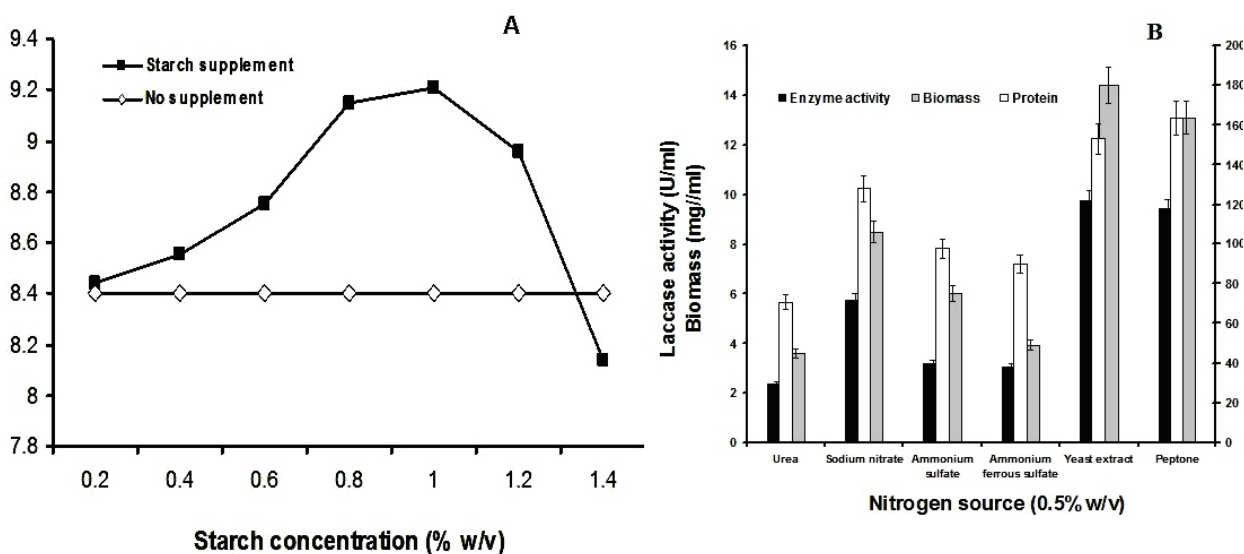 A
9.4
9.2
9
8.8
8.6
8.4
8.2
8
7.8
Starch supplement
No supplement
0.2 0.4 0.6 0.8 1 1.2 1.4
Starch concentration (% w/v)
B
Laccase activity (U/ml)
Biomass (mg//ml)
16
14
12
10
8
6
4
2
0
Enzyme activity Biomass Protein
200
180
160
140
120
100
80
60
40
20
0
Urea Sodium nitrate Ammonium sulfate Ammonium ferrous sulfate Yeast extract Peptone
Nitrogen source (0.5% w/v)